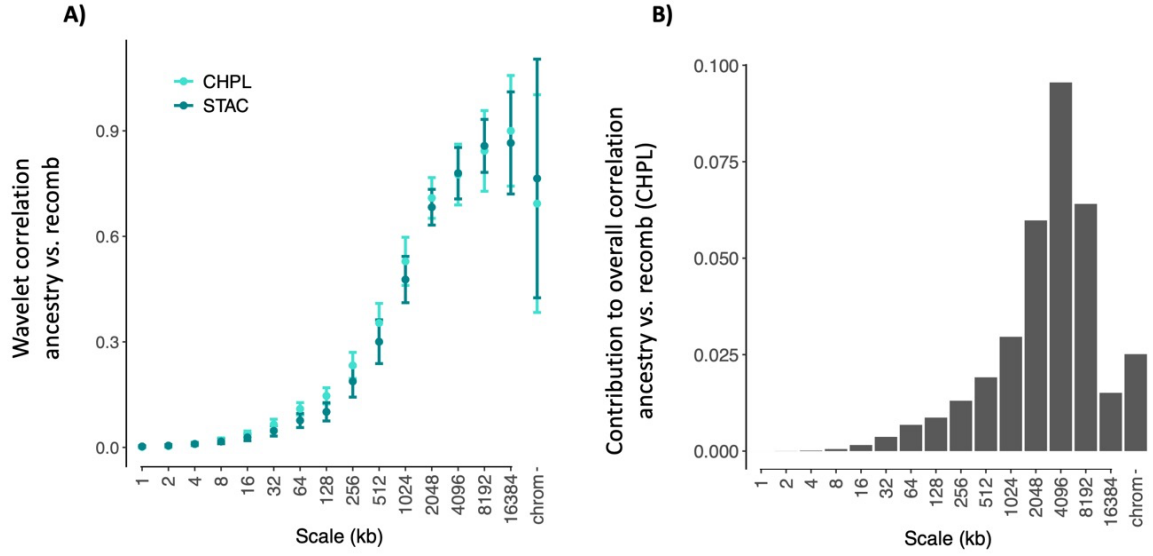 A)
Wavelet correlation
ancestry vs. recomb
CHPL
STAC
0.9
0.6
0.3
0.0
1 2 4 8 16 32 64 128 256 512 1024 2048 4096 8192 16384 chrom
Scale (kb)
B)
Contribution to overall correlation
ancestry vs. recomb (CHPL)
0.100
0.075
0.050
0.025
0.000
1 2 4 8 16 32 64 128 256 512 1024 2048 4096 8192 16384 chrom
Scale (kb)